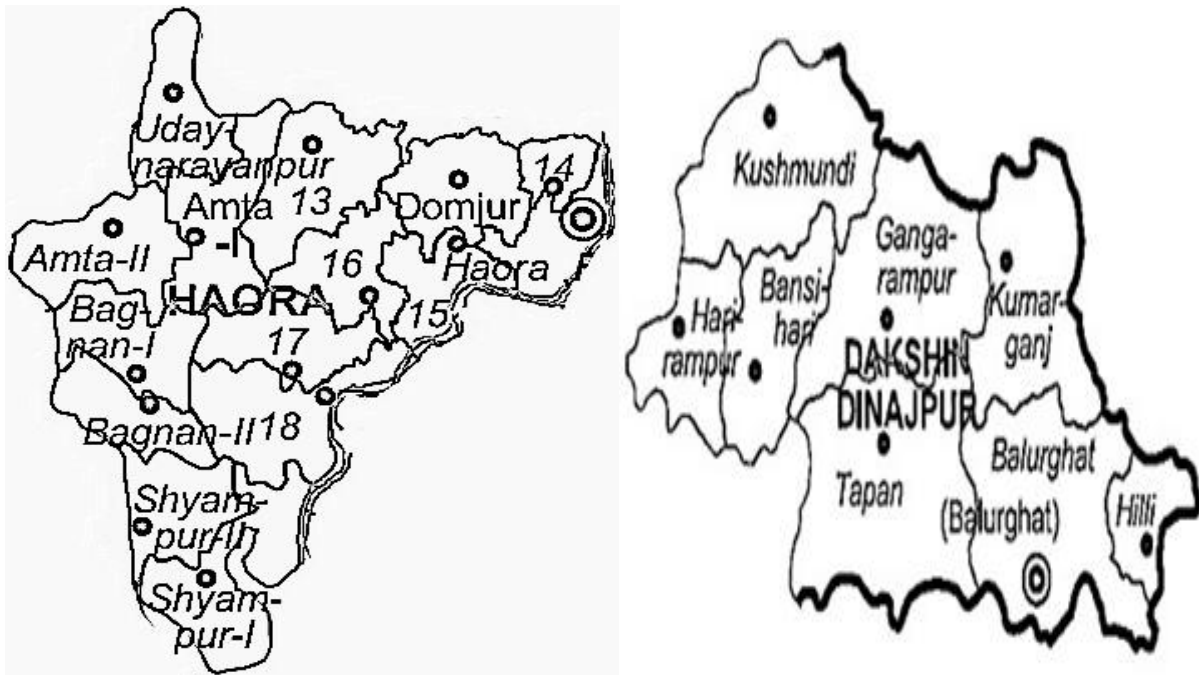 Uday-
narayanpur
14
Amta
-I
13
Domjur
Amta-II
16
Haora
HAORA
Bag-
nan-I
15
17
Bagnan-II
18
Shyam-
pur-II
Shyam-
pur-I
Kushmundi
Ganga-
rampur
Bansi-
hari
Kumar-
ganj
Hari-
rampur
DAKSHIN
DINAJPUR
Balurghat
Tapan
(Balurghat)
Hilli